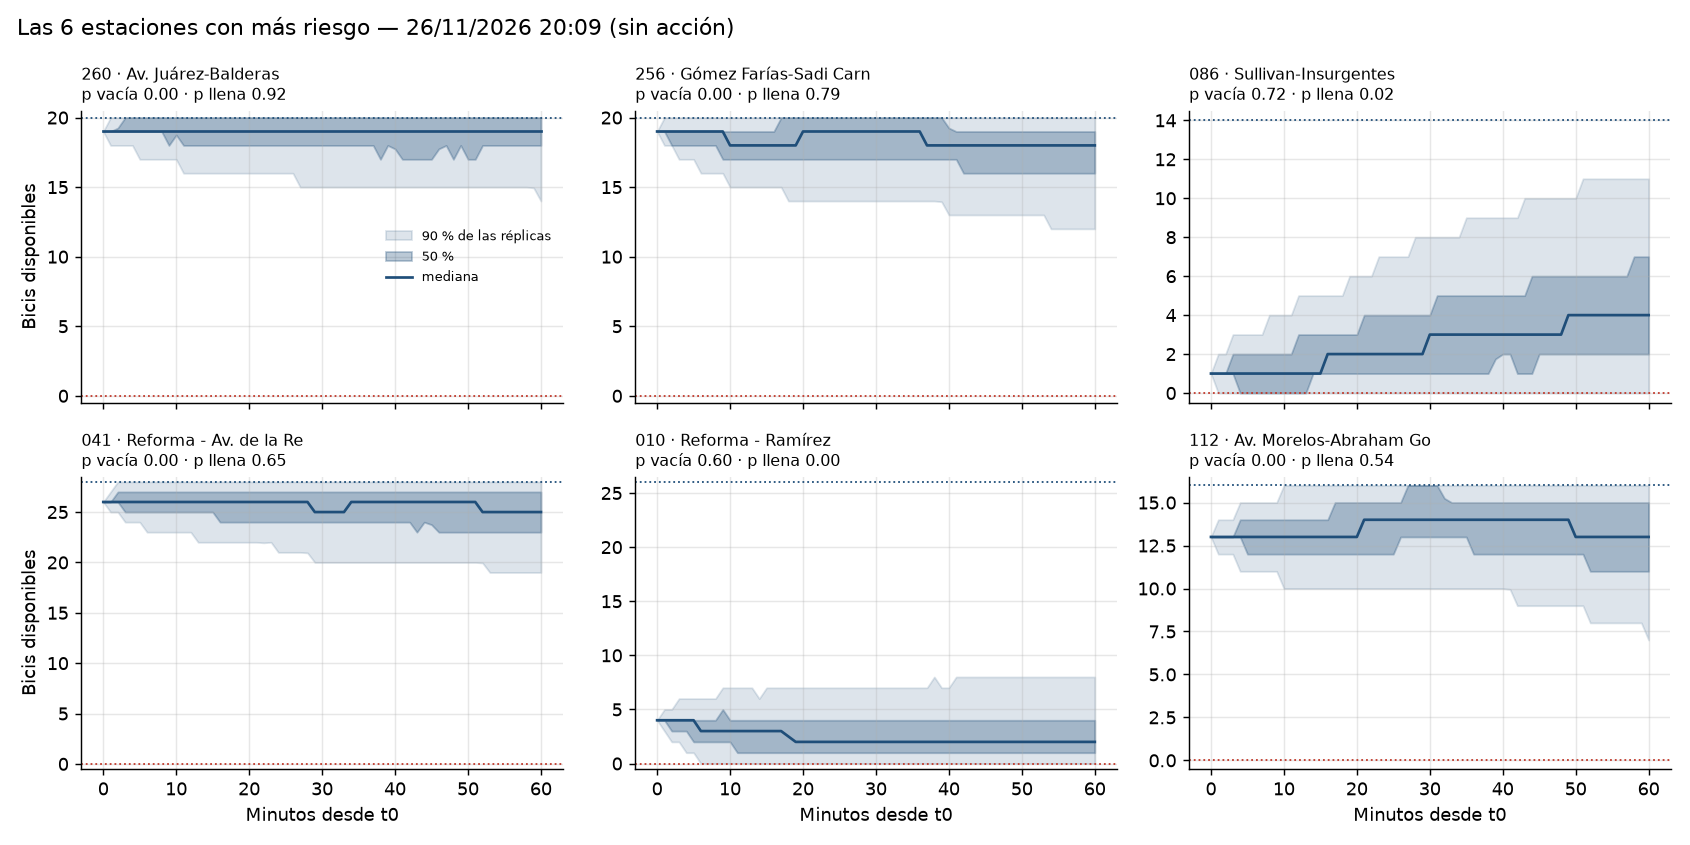 Las 6 estaciones con más riesgo — 26/11/2026 20:09 (sin acción)
260 · Av. Juárez-Balderas
p vacía 0.00 · p llena 0.92
256 · Gómez Farías-Sadi Carn
p vacía 0.00 · p llena 0.79
086 · Sullivan-Insurgentes
p vacía 0.72 · p llena 0.02
Bicis disponibles
20
15
10
5
0
90 % de las réplicas
50 %
mediana
20
15
10
5
0
14
12
10
8
6
4
2
0
041 · Reforma - Av. de la Re
p vacía 0.00 · p llena 0.65
010 · Reforma - Ramírez
p vacía 0.60 · p llena 0.00
112 · Av. Morelos-Abraham Go
p vacía 0.00 · p llena 0.54
Bicis disponibles
25
20
15
10
5
0
0 10 20 30 40 50 60
Minutos desde t0
25
20
15
10
5
0
0 10 20 30 40 50 60
Minutos desde t0
15.0
12.5
10.0
7.5
5.0
2.5
0.0
0 10 20 30 40 50 60
Minutos desde t0